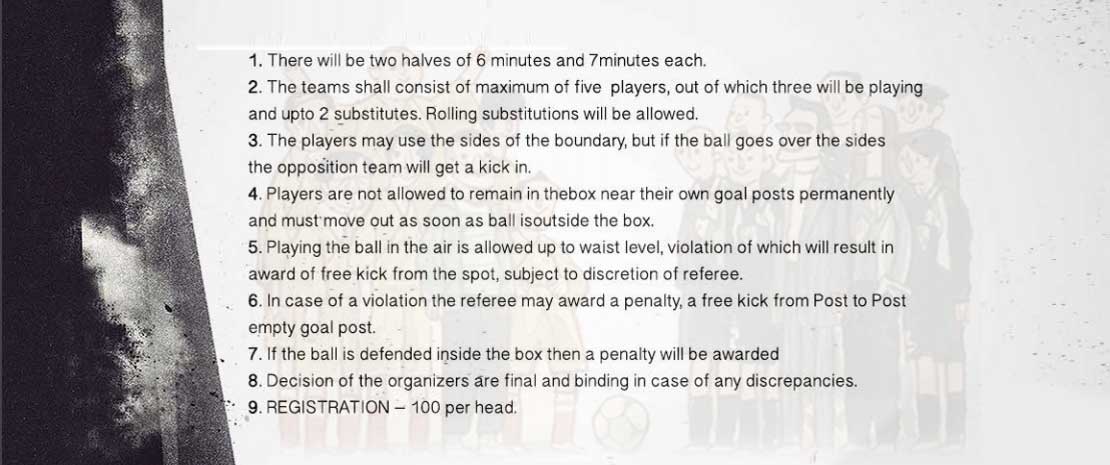 1. There will be two halves of 6 minutes and 7minutes each.
2. The teams shall consist of maximum of five players, out of which three will be playing
and upto 2 substitutes. Rolling substitutions will be allowed.
3. The players may use the sides of the boundary, but if the ball goes over the sides
the opposition team will get a kick in.
4. Players are not allowed to remain in thebox near their own goal posts permanently
and must move out as soon as ball isoutside the box.
5. Playing the ball in the air is allowed up to waist level, violation of which will result in
award of free kick from the spot, subject to discretion of referee.
6. In case of a violation the referee may award a penalty, a free kick from Post to Post
empty goal post.
7. If the ball is defended inside the box then a penalty will be awarded
8. Decision of the organizers are final and binding in case of any discrepancies.
9. REGISTRATION – 100 per head.